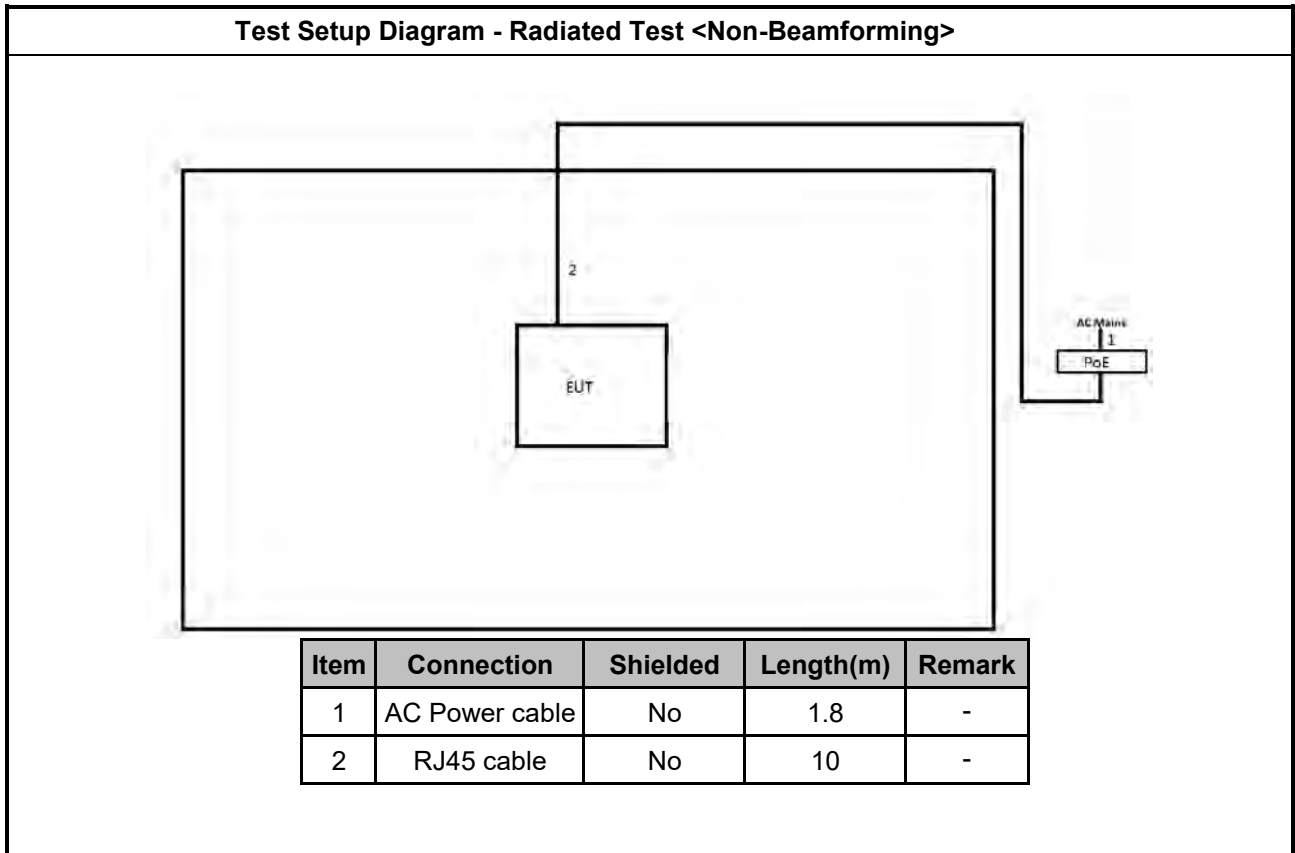 Test Setup Diagram - Radiated Test <Non-Beamforming>
2
AC Mains
1
PoE
EUT
Item Connection Shielded Length(m) Remark
1 AC Power cable No 1.8 -
2 RJ45 cable No 10 -